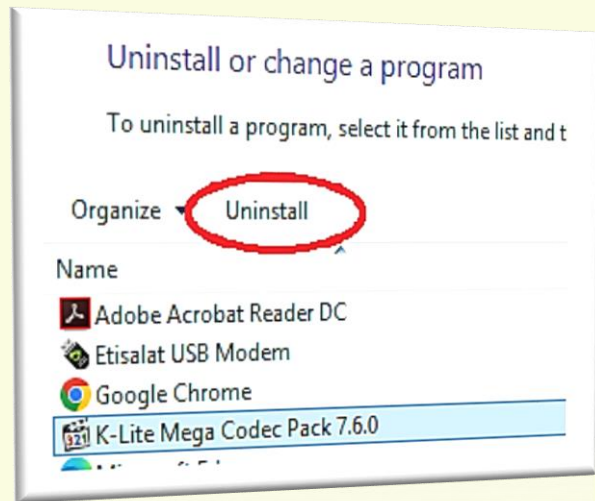 Uninstall or change a program
To uninstall a program, select it from the list and t
Organize Uninstall
Name
Adobe Acrobat Reader DC
Etisalat USB Modem
Google Chrome
K-Lite Mega Codec Pack 7.6.0